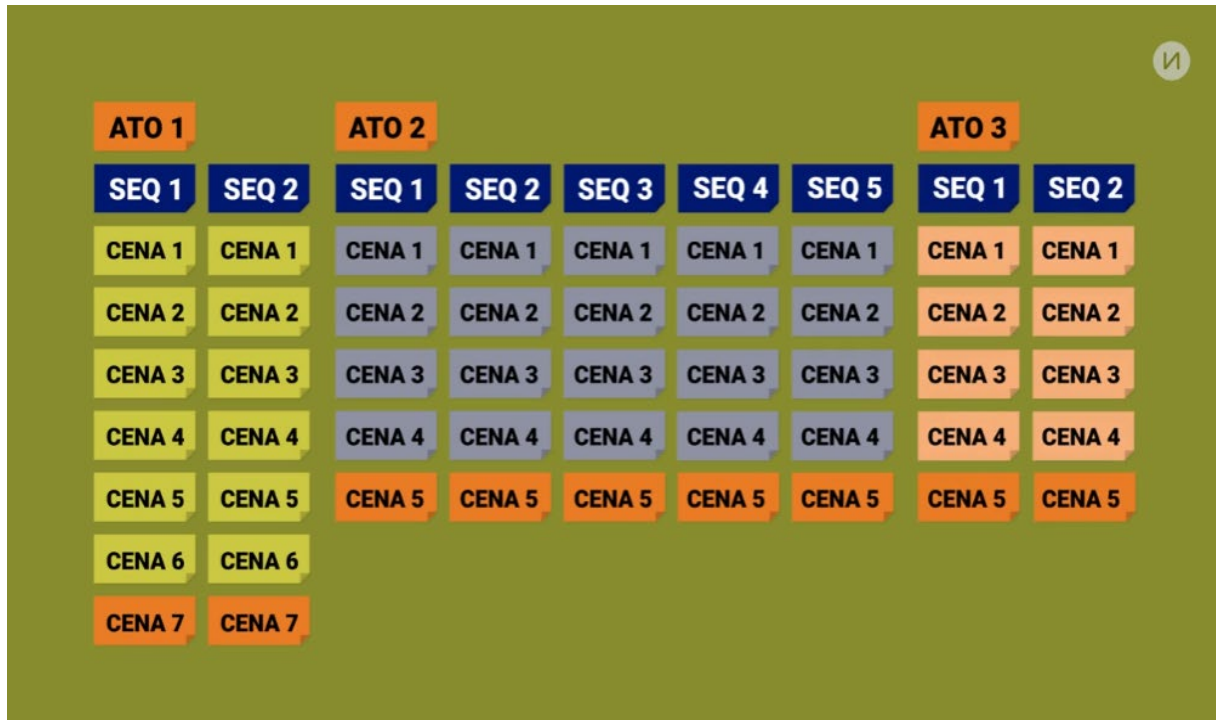 ATO 1 ATO 2 ATO 3
SEQ 1 SEQ 2 SEQ 1 SEQ 2 SEQ 3 SEQ 4 SEQ 5 SEQ 1 SEQ 2
CENA 1 CENA 1 CENA 1 CENA 1 CENA 1 CENA 1 CENA 1 CENA 1 CENA 1
CENA 2 CENA 2 CENA 2 CENA 2 CENA 2 CENA 2 CENA 2 CENA 2 CENA 2
CENA 3 CENA 3 CENA 3 CENA 3 CENA 3 CENA 3 CENA 3 CENA 3 CENA 3
CENA 4 CENA 4 CENA 4 CENA 4 CENA 4 CENA 4 CENA 4 CENA 4 CENA 4
CENA 5 CENA 5 CENA 5 CENA 5 CENA 5 CENA 5 CENA 5 CENA 5 CENA 5
CENA 6 CENA 6
CENA 7 CENA 7